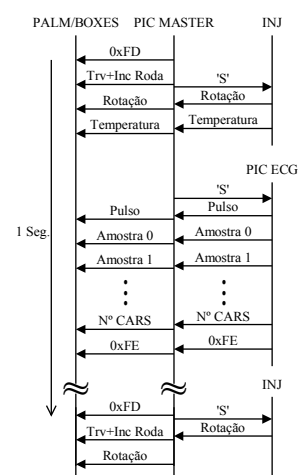 PALM/BOXES PIC MASTER INJ
0xFD
Trv+Inc Roda 'S'
Rotação Rotação
Temperatura Temperatura
PIC ECG
'S'
Pulso Pulso
1 Seg.
Amostra 0 Amostra 0
Amostra 1 Amostra 1
Nº CARS Nº CARS
0xFE 0xFE
INJ
0xFD 'S'
Trv+Inc Roda Rotação
Rotação